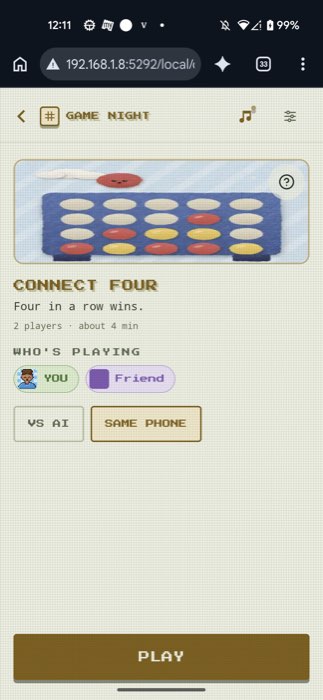 12:11 99%
192.168.1.8:5292/local/ 33
# GAME NIGHT
?
CONNECT FOUR
Four in a row wins.
2 players · about 4 min
WHO'S PLAYING
YOU Friend
VS AI SAME PHONE
PLAY